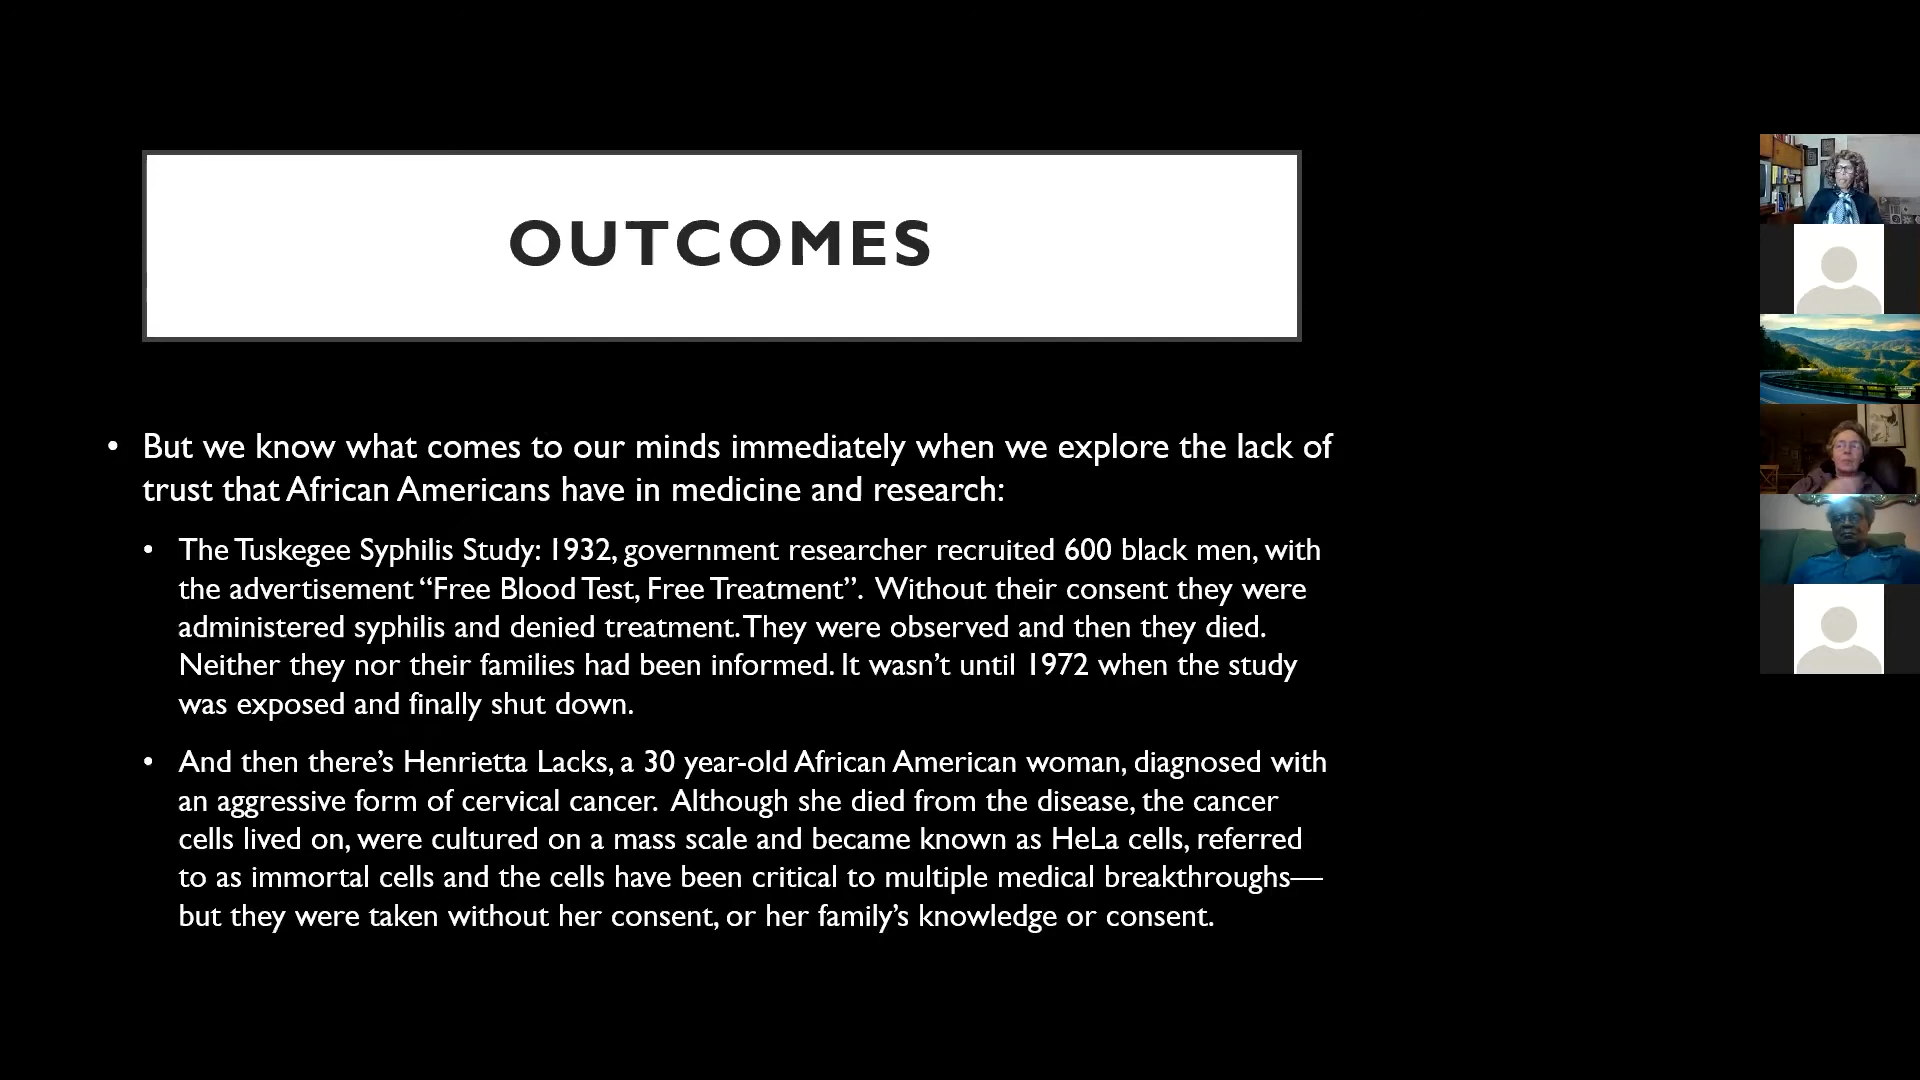 OUTCOMES
• But we know what comes to our minds immediately when we explore the lack of
trust that African Americans have in medicine and research:
• The Tuskegee Syphilis Study: 1932, government researcher recruited 600 black men, with
the advertisement “Free Blood Test, Free Treatment”. Without their consent they were
administered syphilis and denied treatment. They were observed and then they died.
Neither they nor their families had been informed. It wasn’t until 1972 when the study
was exposed and finally shut down.
• And then there’s Henrietta Lacks, a 30 year-old African American woman, diagnosed with
an aggressive form of cervical cancer. Although she died from the disease, the cancer
cells lived on, were cultured on a mass scale and became known as HeLa cells, referred
to as immortal cells and the cells have been critical to multiple medical breakthroughs—
but they were taken without her consent, or her family’s knowledge or consent.